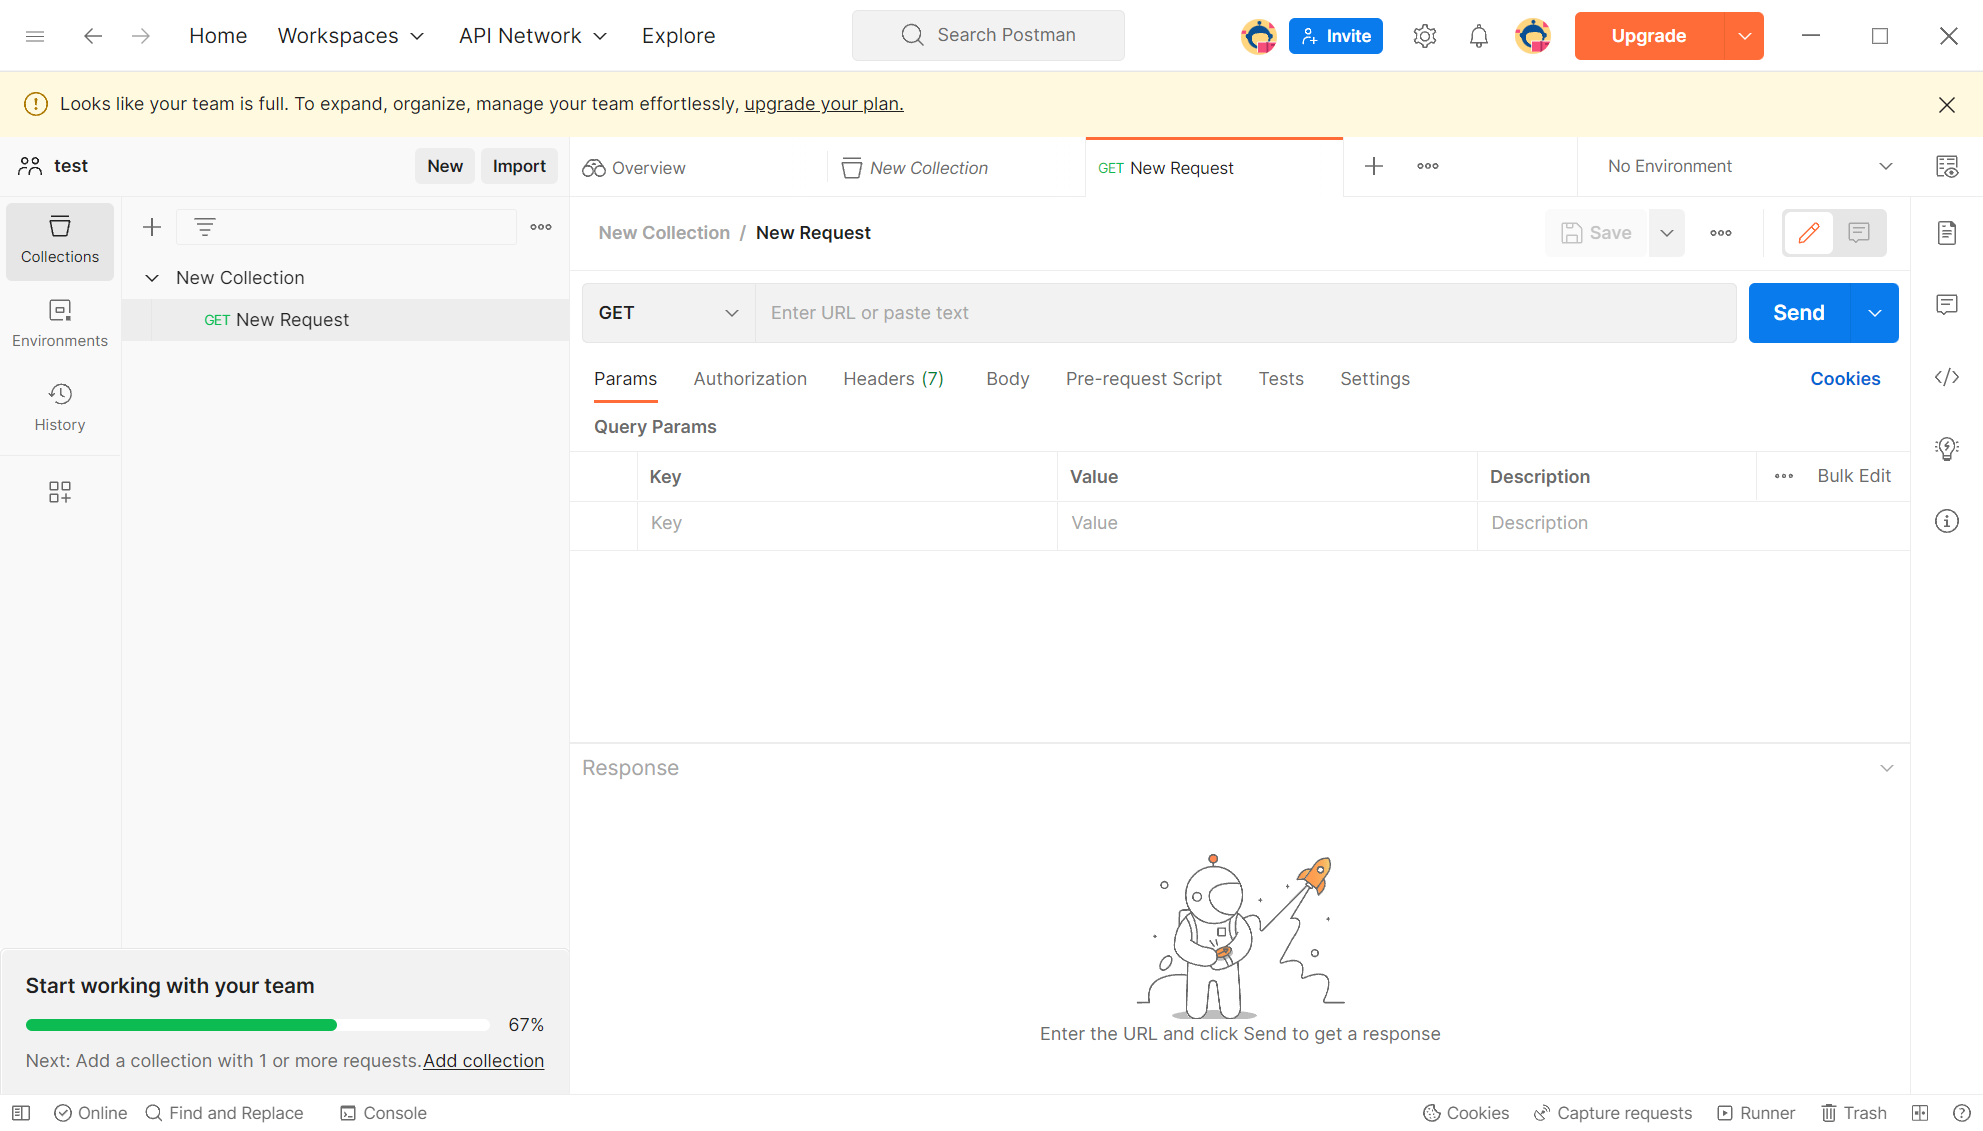 Home Workspaces API Network Explore Search Postman Invite Upgrade
Looks like your team is full. To expand, organize, manage your team effortlessly, upgrade your plan.
test New Import
Overview New Collection GET New Request No Environment
Collections
Environments
History
New Collection
GET New Request
New Collection / New Request Save
GET Enter URL or paste text Send
Params Authorization Headers (7) Body Pre-request Script Tests Settings Cookies
Query Params
Key Value Description Bulk Edit
Key Value Description
Response
Enter the URL and click Send to get a response
Start working with your team
67%
Next: Add a collection with 1 or more requests. Add collection
Online Find and Replace Console Cookies Capture requests Runner Trash